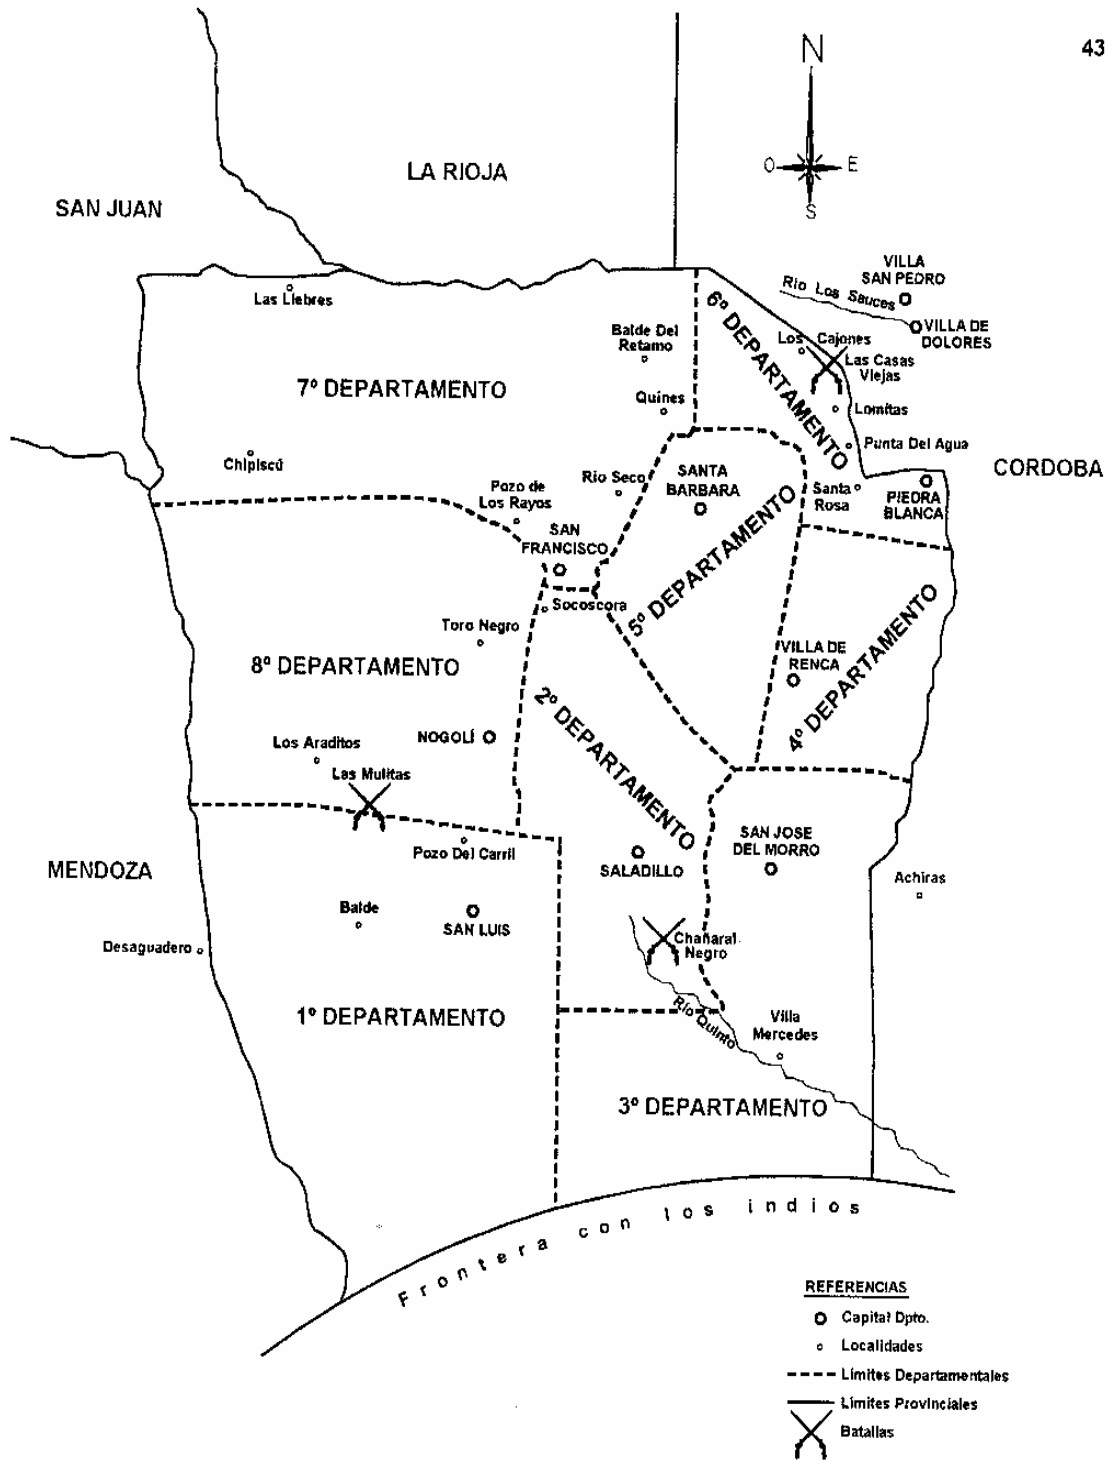 43
N
O
E
S
LA RIOJA
SAN JUAN
VILLA
SAN PEDRO
Río Los Sauces
VILLA DE
DOLORES
Las Liebres
6º DEPARTAMENTO
Balde Del
Retamo
Los Cajones
Las Casas
Viejas
7º DEPARTAMENTO
Quines
Lomitas
Punta Del Agua
CORDOBA
Chipiscú
Río Seco
SANTA
BARBARA
Santa
Rosa
PIEDRA
BLANCA
Pozo de
Los Rayos
SAN
FRANCISCO
5º DEPARTAMENTO
Socoscora
Toro Negro
8º DEPARTAMENTO
VILLA DE
RENCA
4º DEPARTAMENTO
2º DEPARTAMENTO
NOGOLÍ
Los Araditos
Las Mulitas
SAN JOSE
DEL MORRO
Pozo Del Carril
SALADILLO
MENDOZA
Achiras
Balde
SAN LUIS
Chañaral
Negro
Desaguadero
1º DEPARTAMENTO
Río Quinto
Villa
Mercedes
3º DEPARTAMENTO
Frontera con los indios
REFERENCIAS
Capital Dpto.
Localidades
Límites Departamentales
Límites Provinciales
Batallas